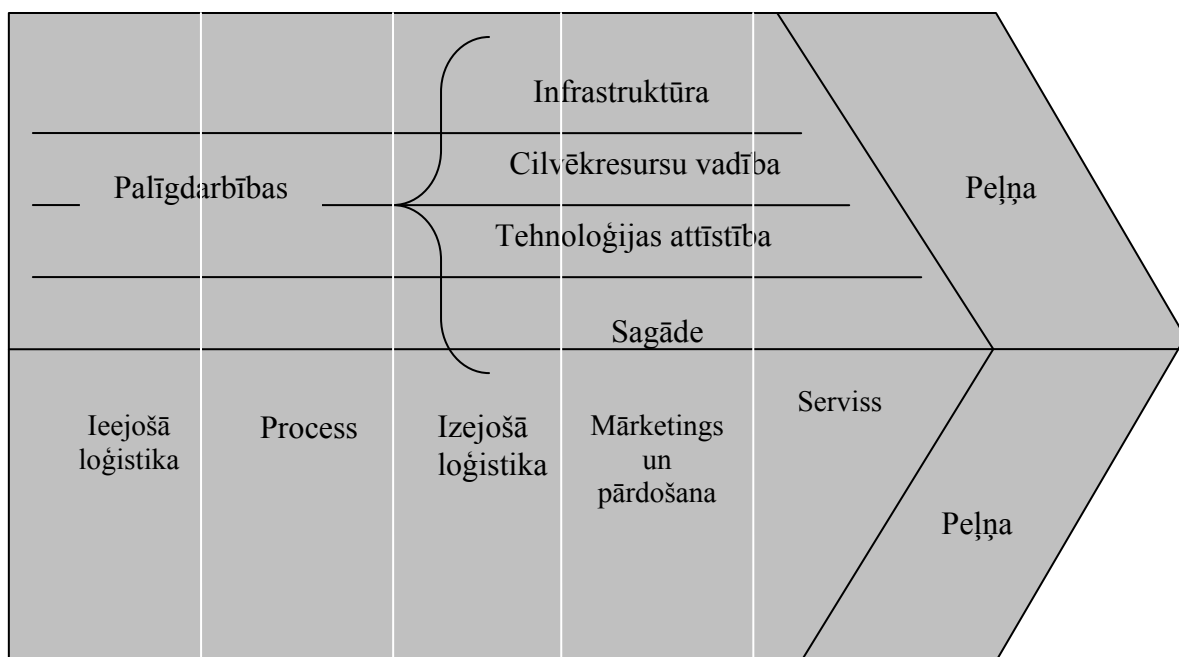 Infrastruktūra
Cilvēkresursu vadība
Palīgdarbības
Peļņa
Tehnoloģijas attīstība
Sagāde
Ieejošā
loģistika
Process
Izejošā
loģistika
Mārketings
un
pārdošana
Serviss
Peļņa